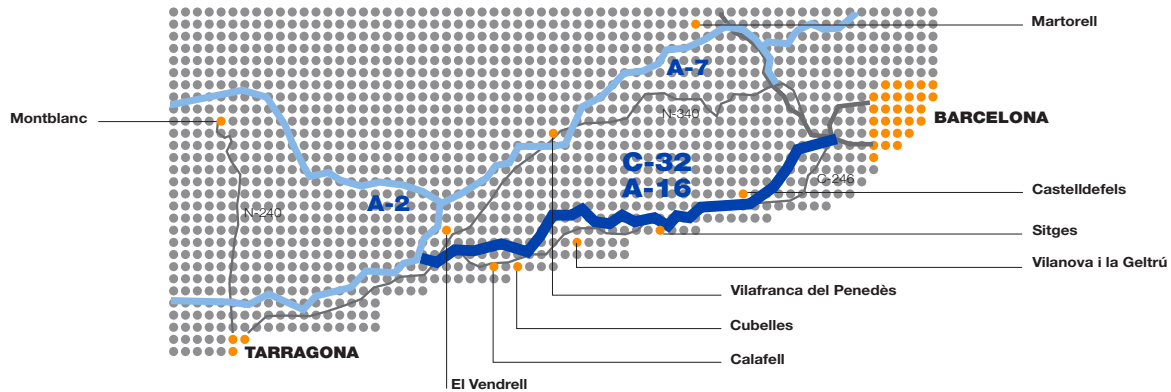 Martorell
A-7
N-340
Montblanc
BARCELONA
C-32
A-16
C-246
Castelldefels
A-2
N-240
Sitges
Vilanova i la Geltrú
Vilafranca del Penedès
Cubelles
TARRAGONA
Calafell
El Vendrell